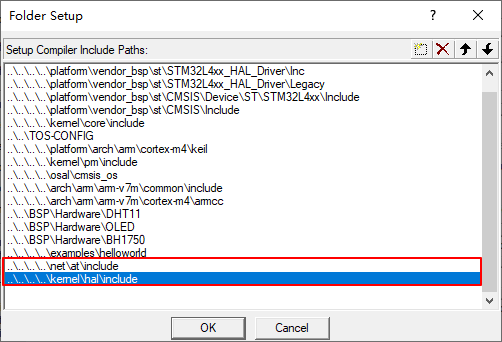 Folder Setup
Setup Compiler Include Paths:
..\..\..\..\platform\vendor_bsp\st\STM32L4xx_HAL_Driver\Inc
..\..\..\..\platform\vendor_bsp\st\STM32L4xx_HAL_Driver\Legacy
..\..\..\..\platform\vendor_bsp\st\CMSIS\Device\ST\STM32L4xx\Include
..\..\..\..\platform\vendor_bsp\st\CMSIS\Include
..\..\..\..\kernel\core\include
..\..\TOS-CONFIG
..\..\..\..\platform\arch\arm\cortex-m4\keil
..\..\..\..\kernel\pm\include
..\..\..\..\osal\cmsis_os
..\..\..\..\arch\arm\arm-v7m\common\include
..\..\..\..\arch\arm\arm-v7m\cortex-m4\armcc
..\..\BSP\Hardware\DHT11
..\..\BSP\Hardware\OLED
..\..\BSP\Hardware\BH1750
..\..\..\..\examples\helloworld
..\..\..\..\net\at\include
..\..\..\..\kernel\hal\include
OK
Cancel